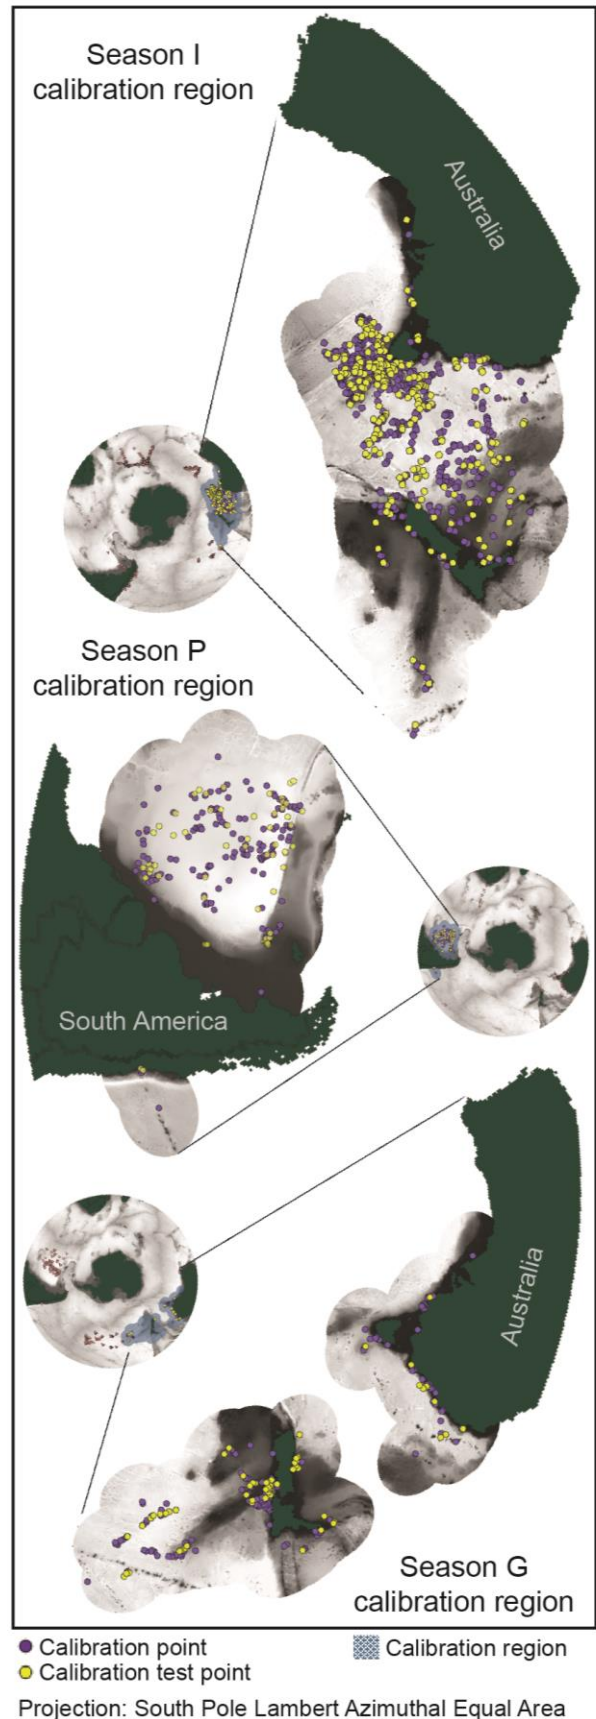 Season I
calibration region
Australia
Season P
calibration region
South America
Australia
Season G
calibration region
Calibration point
Calibration region
Calibration test point
Projection: South Pole Lambert Azimuthal Equal Area